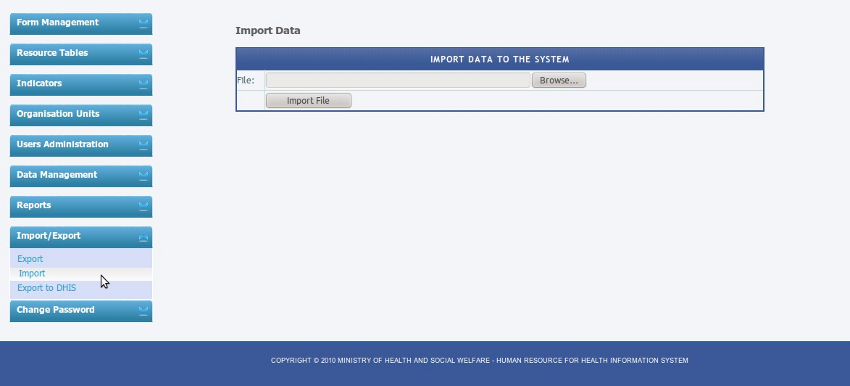 Form Management
Resource Tables
Indicators
Organisation Units
Users Administration
Data Management
Reports
Import/Export
Export
Import
Export to DHIS
Change Password
Import Data
IMPORT DATA TO THE SYSTEM
File: Browse...
Import File
COPYRIGHT © 2010 MINISTRY OF HEALTH AND SOCIAL WELFARE - HUMAN RESOURCE FOR HEALTH INFORMATION SYSTEM